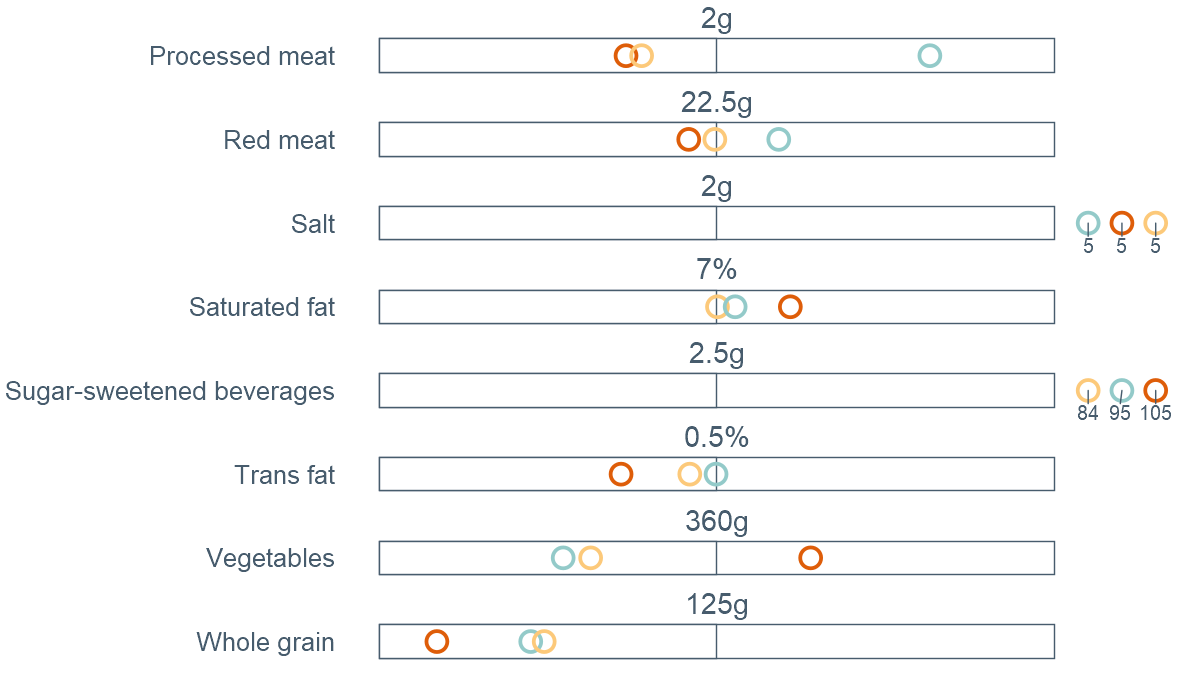 2g
Processed meat
22.5g
Red meat
2g
Salt
5 5 5
7%
Saturated fat
2.5g
Sugar-sweetened beverages
84 95 105
0.5%
Trans fat
360g
Vegetables
125g
Whole grain